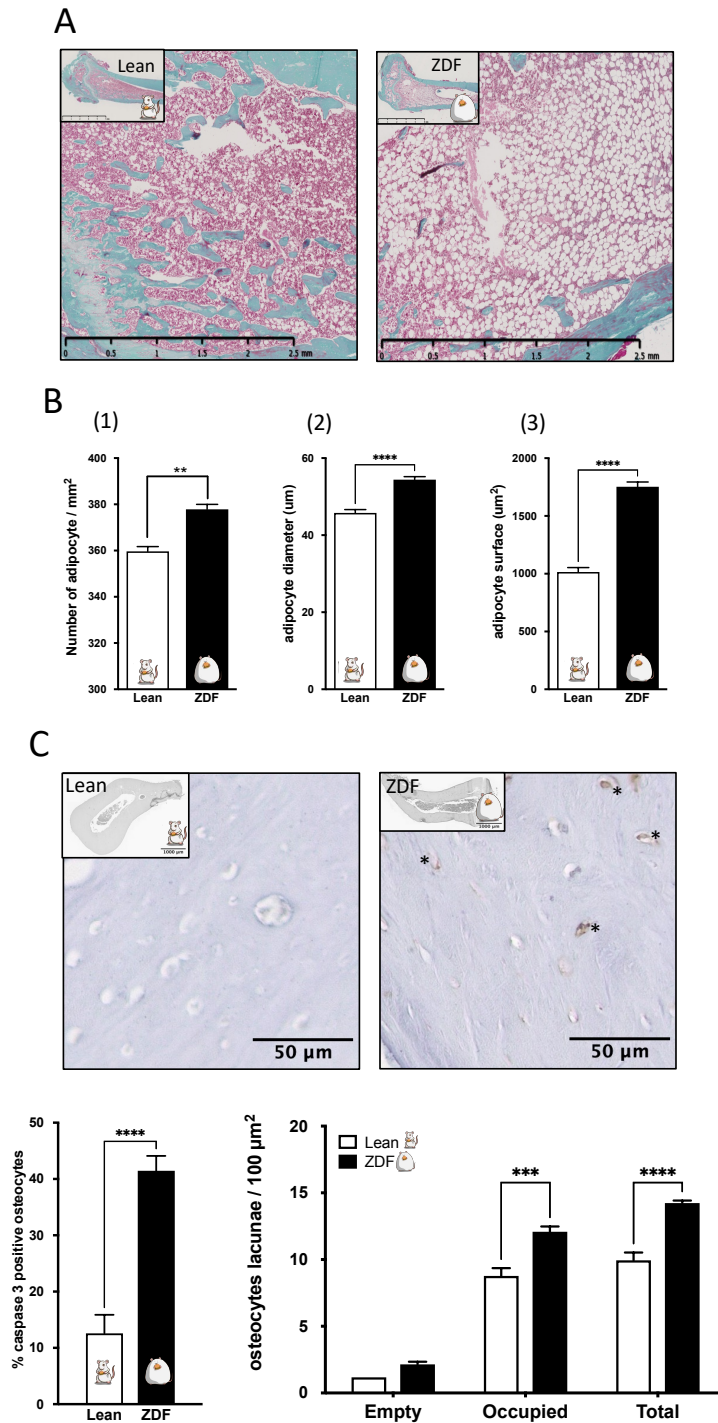 A
Lean
ZDF
0 0.5 1 1.5 2 2.5 mm
0 0.5 1 1.5 2 2.5 mm
B
(1)
(2)
(3)
Number of adipocyte / mm²
400
380
360
340
320
300
**
Lean ZDF
adipocyte diameter (um)
60
40
20
0
****
Lean ZDF
adipocyte surface (um²)
2000
1500
1000
500
0
****
Lean ZDF
C
Lean
1000 µm
50 µm
ZDF
1000 µm
*
*
*
*
50 µm
% caspase 3 positive osteocytes
50
40
30
20
10
0
****
Lean ZDF
osteocytes lacunae / 100 µm²
20
15
10
5
0
Lean
ZDF
***
****
Empty Occupied Total